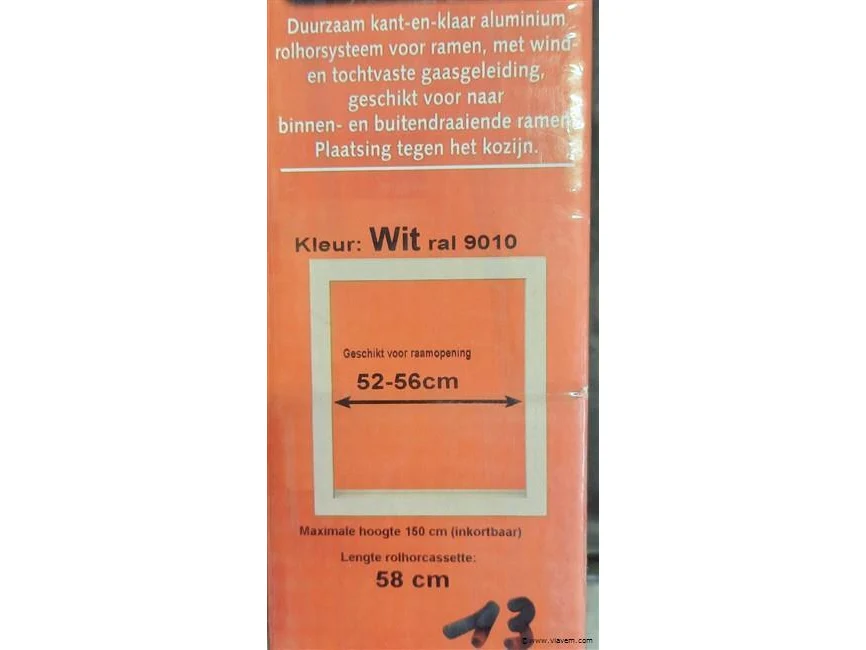 Duurzaam kant-en-klaar aluminium
rolhorsysteem voor ramen, met wind-
en tochtvaste gaasgeleiding,
geschikt voor naar
binnen- en buitendraaiende ramen.
Plaatsing tegen het kozijn.
Kleur: Wit ral 9010
Geschikt voor raamopening
52-56cm
Maximale hoogte 150 cm (inkortbaar)
Lengte rolhorcassette:
58 cm
13
©www.viavem.com